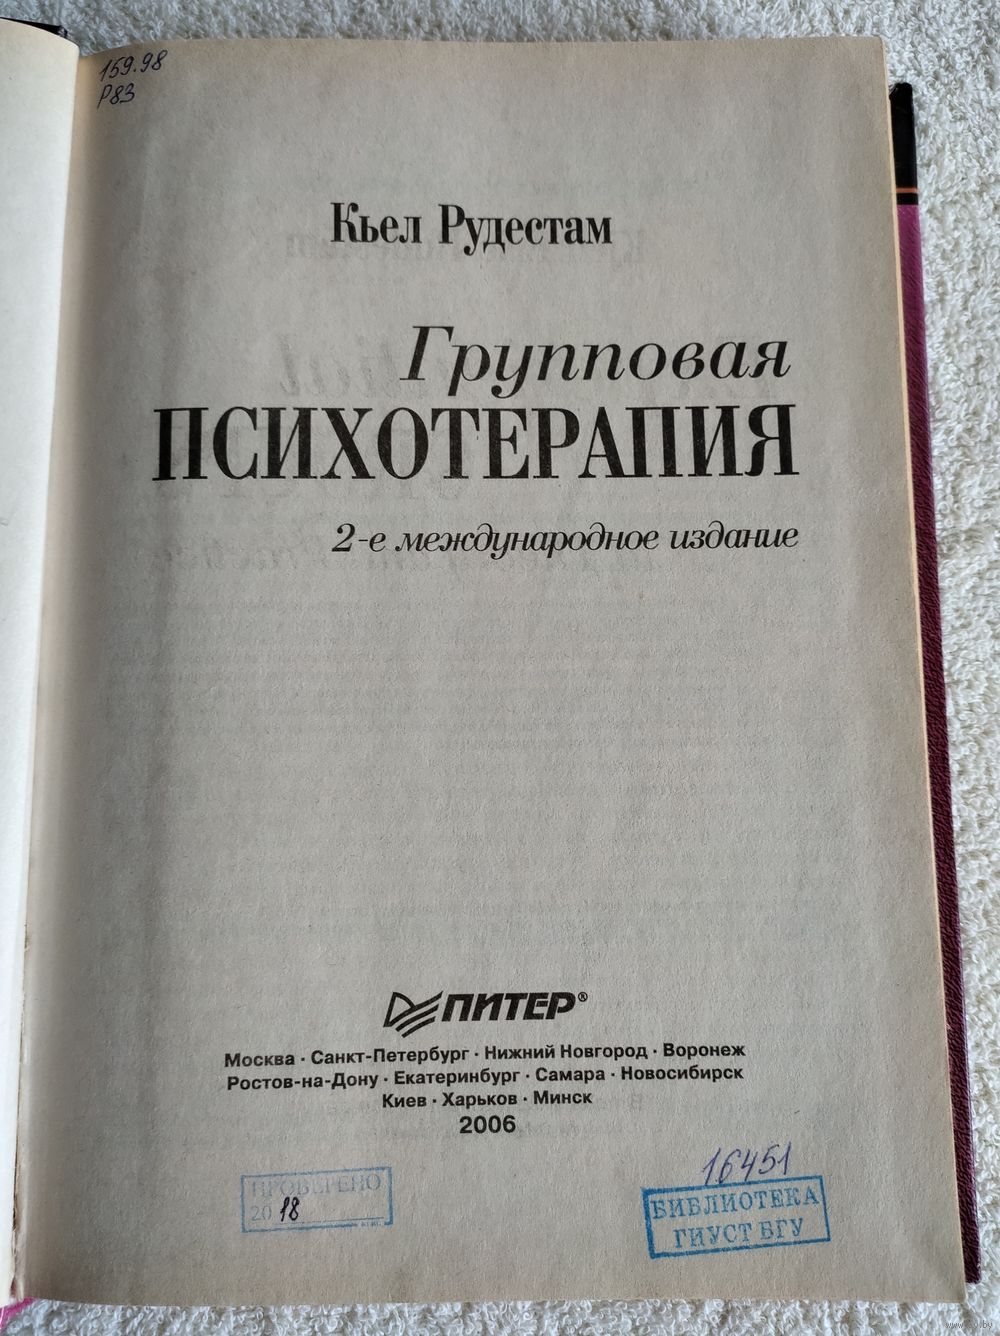 159.98
Р83
Кьел Рудестам
Групповая
ПСИХОТЕРАПИЯ
2-е международное издание
ПИТЕР®
Москва · Санкт-Петербург · Нижний Новгород · Воронеж
Ростов-на-Дону · Екатеринбург · Самара · Новосибирск
Киев · Харьков · Минск
2006
ПРОВЕРЕНО
2018
16451
БИБЛИОТЕКА
ГИУСТ БГУ